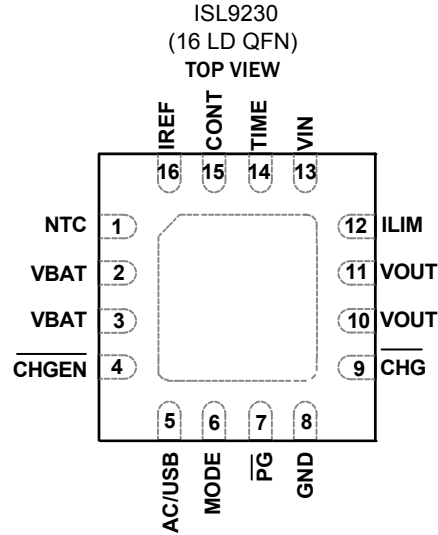 ISL9230
(16 LD QFN)
TOP VIEW
IREF
CONT
TIME
VIN
16
15
14
13
NTC 1
12 ILIM
VBAT 2
11 VOUT
VBAT 3
10 VOUT
CHGEN 4
9 CHG
5
6
7
8
AC/USB
MODE
PG
GND